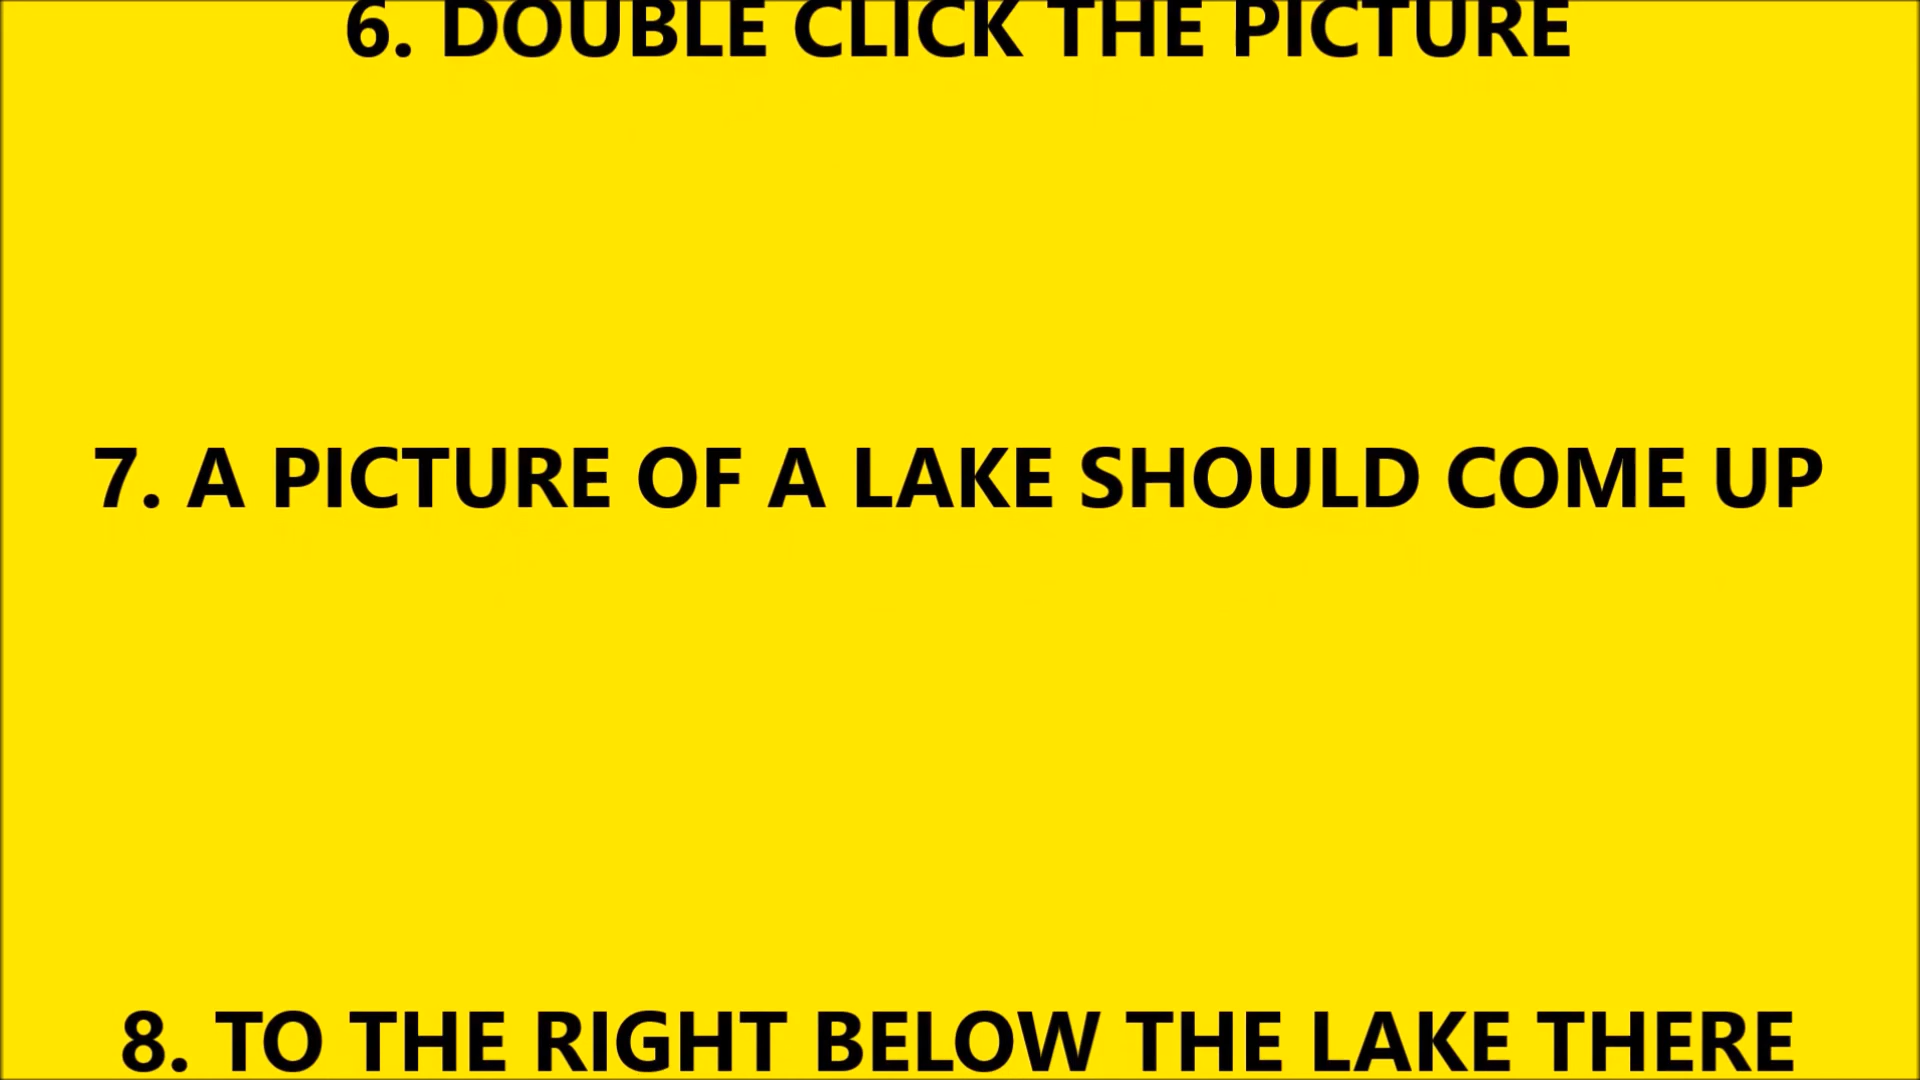 6. DOUBLE CLICK THE PICTURE
7. A PICTURE OF A LAKE SHOULD COME UP
8. TO THE RIGHT BELOW THE LAKE THERE